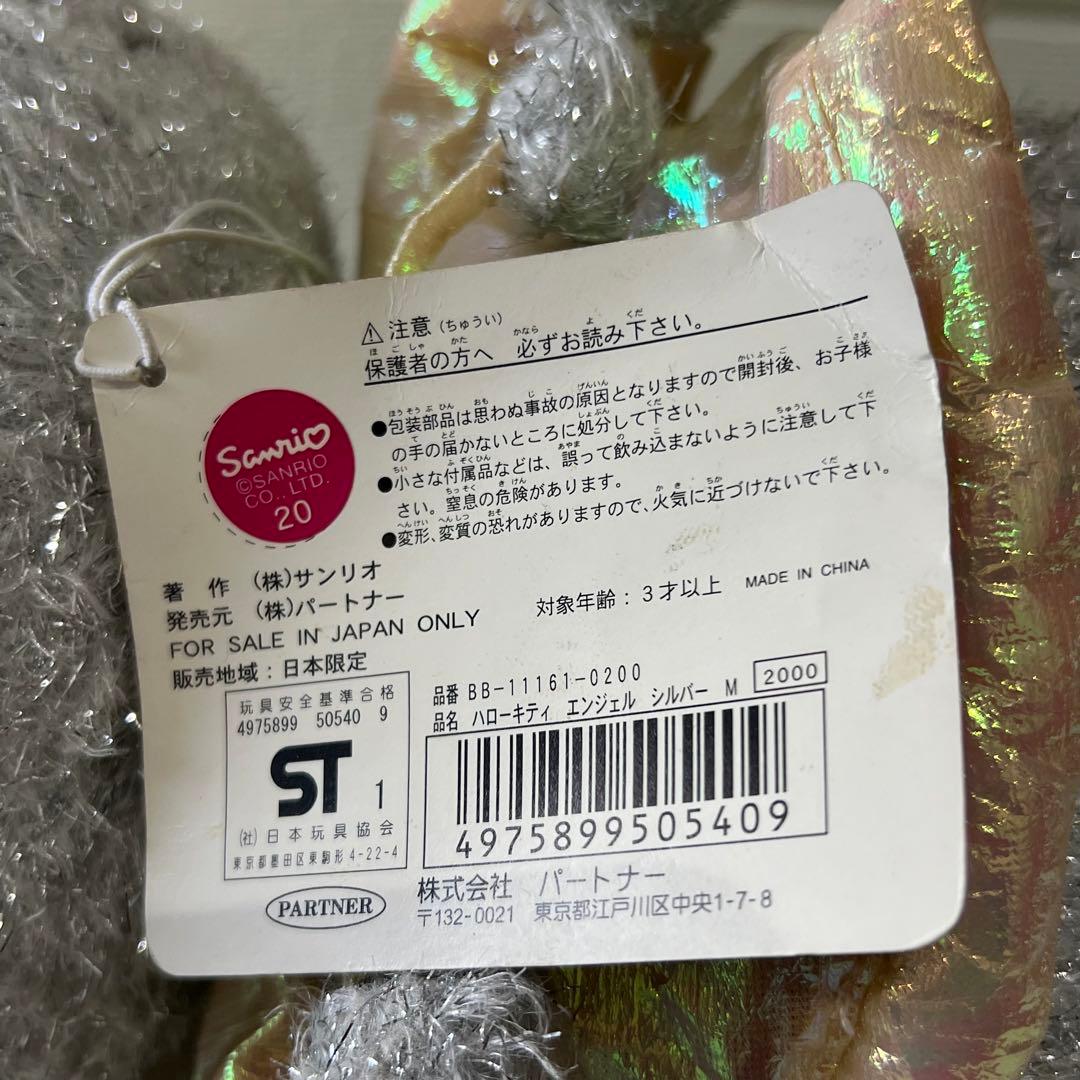 ⚠ 注意 (ちゅうい)
保護者の方へ 必ずお読み下さい。
●包装部品は思わぬ事故の原因となりますので開封後、お子様
の手の届かないところに処分して下さい。
●小さな付属品などは、誤って飲み込まないように注意して下
さい。窒息の危険があります。
●変形、変質の恐れがありますので、火気に近づけないで下さい。
Sanrio
©SANRIO
CO., LTD.
20
著 作 (株)サンリオ
発売元 (株)パートナー
FOR SALE IN JAPAN ONLY
販売地域:日本限定
対象年齢:3才以上 MADE IN CHINA
玩具安全基準合格
4975899 50540 9
ST 1
(社)日本玩具協会
東京都墨田区東駒形4-22-4
品番 BB-11161-0200
品名 ハローキティ エンジェル シルバー M 2000
4975899505409
PARTNER
株式会社 パートナー
〒132-0021 東京都江戸川区中央1-7-8